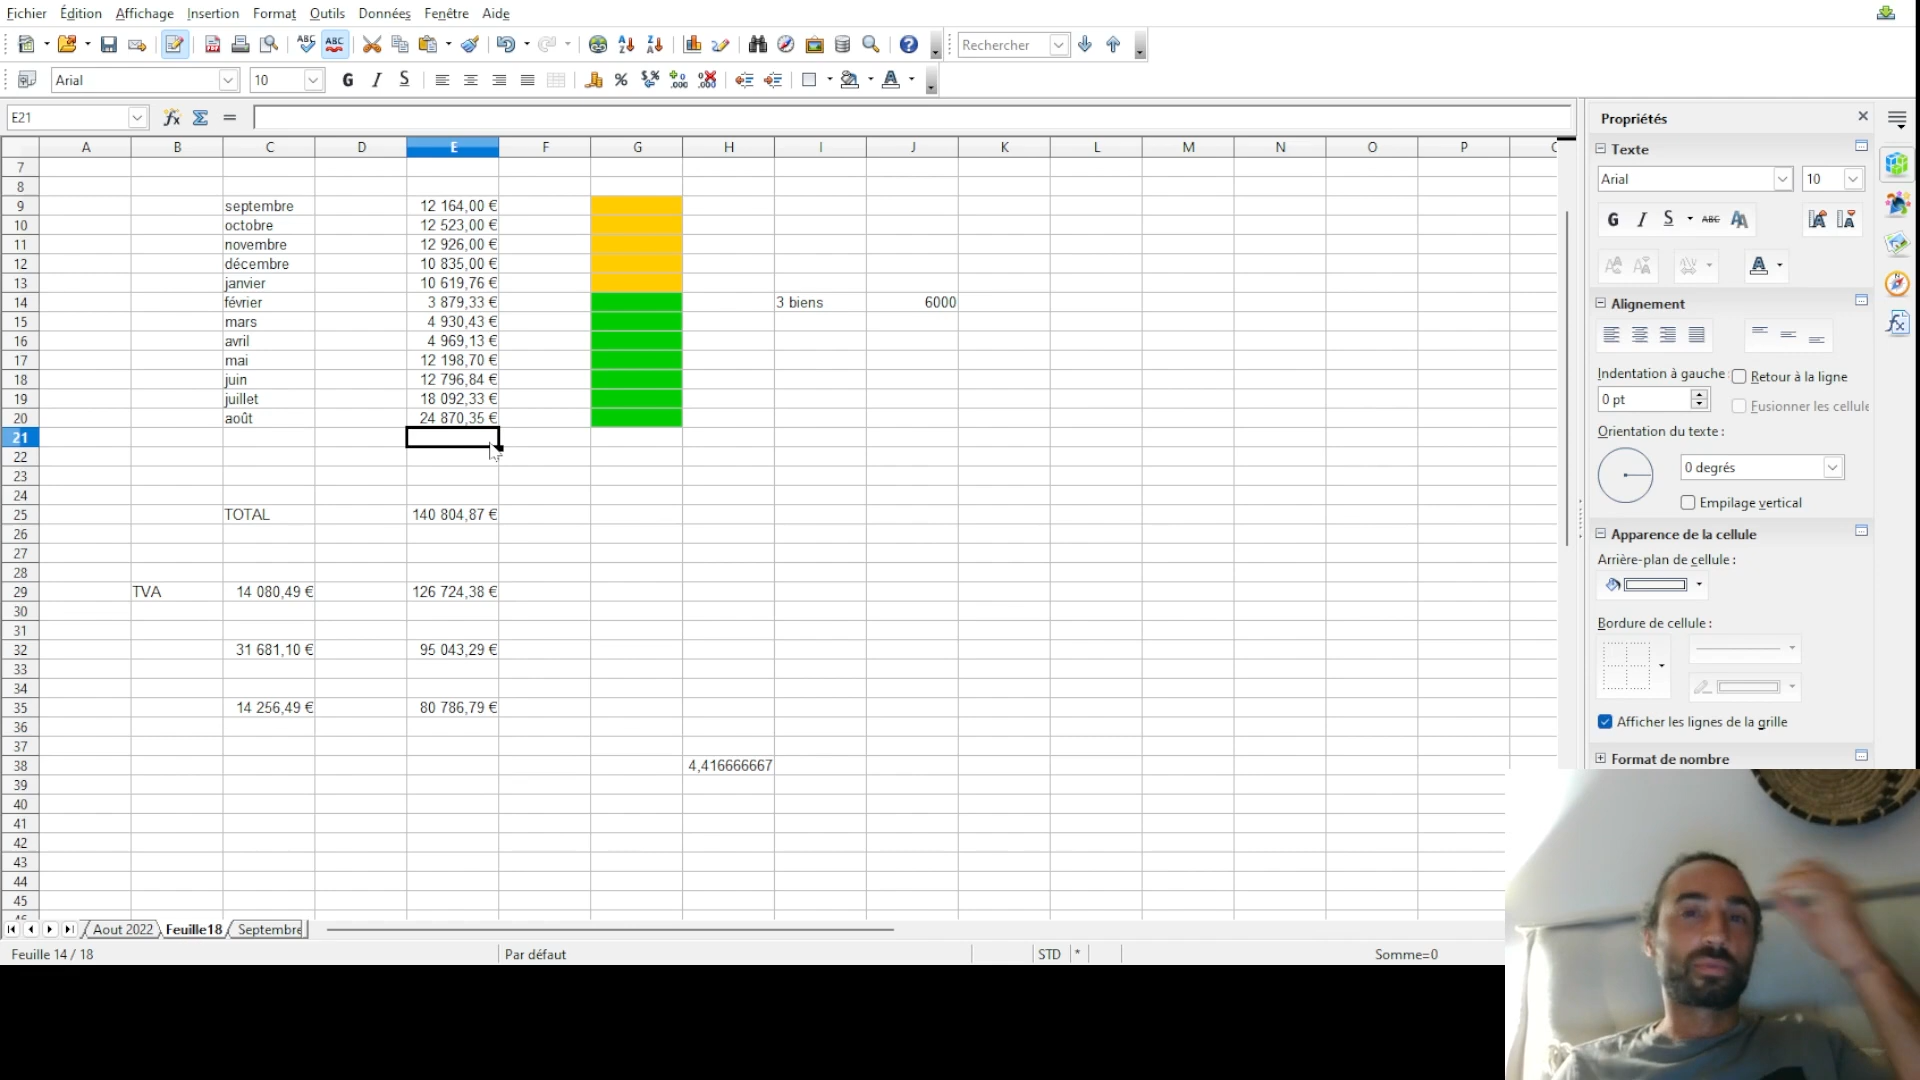 Fichier Édition Affichage Insertion Format Outils Données Fenêtre Aide
Rechercher
Arial 10 G I S
E21
A B C D E F G H I J K L M N O P
7
8
9 septembre 12 164,00 €
10 octobre 12 523,00 €
11 novembre 12 926,00 €
12 décembre 10 835,00 €
13 janvier 10 619,76 €
14 février 3 879,33 € 3 biens 6000
15 mars 4 930,43 €
16 avril 4 969,13 €
17 mai 12 198,70 €
18 juin 12 796,84 €
19 juillet 18 092,33 €
20 août 24 870,35 €
21
22
23
24
25 TOTAL 140 804,87 €
26
27
28
29 TVA 14 080,49 € 126 724,38 €
30
31
32 31 681,10 € 95 043,29 €
33
34
35 14 256,49 € 80 786,79 €
36
37
38 4,416666667
39
40
41
42
43
44
45
Aout 2022 Feuille18 Septembre
Feuille 14 / 18 Par défaut STD * Somme=0
Propriétés
Texte
Arial 10
G I S ABC
Alignement
Indentation à gauche : Retour à la ligne
0 pt Fusionner les cellule
Orientation du texte :
0 degrés
Empilage vertical
Apparence de la cellule
Arrière-plan de cellule :
Bordure de cellule :
Afficher les lignes de la grille
Format de nombre